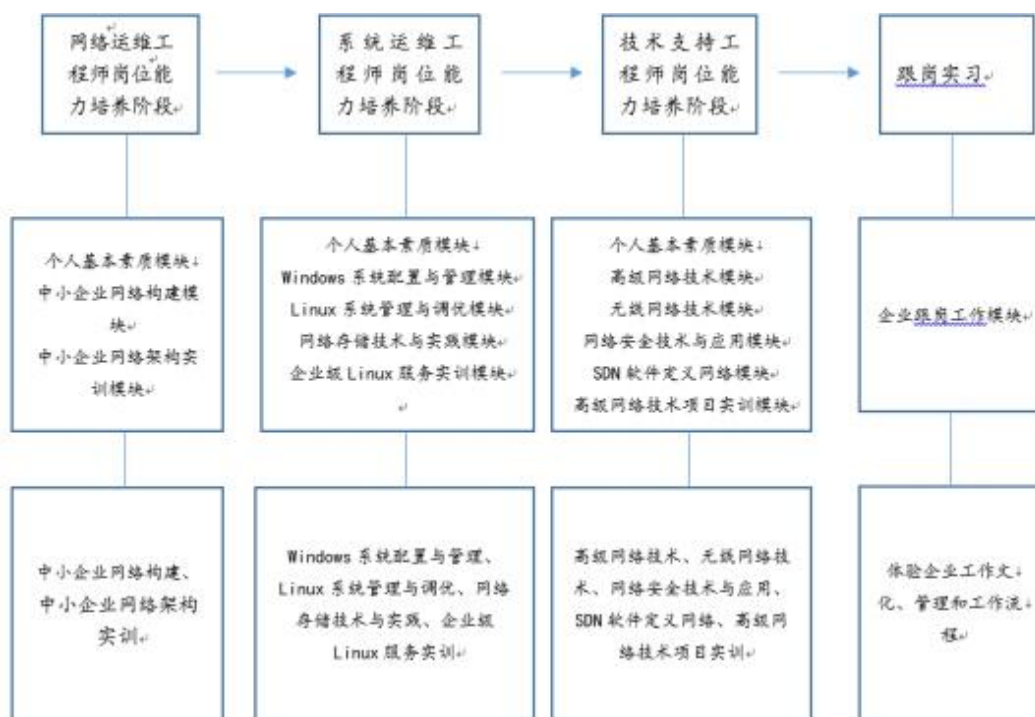 网络运维工
程师岗位能
力培养阶段
系统运维工
程师岗位能
力培养阶段
技术支持工
程师岗位能
力培养阶段
跟岗实习
个人基本素质模块
中小企业网络构建模
块
中小企业网络架构实
训模块
个人基本素质模块
Windows 系统配置与管理模块
Linux 系统管理与调优模块
网络存储技术与实践模块
企业级 Linux 服务实训模块
个人基本素质模块
高级网络技术模块
无线网络技术模块
网络安全技术与应用模块
SDN 软件定义网络模块
高级网络技术项目实训模块
企业跟岗工作模块
中小企业网络构建、
中小企业网络架构
实训
Windows 系统配置与管理、
Linux 系统管理与调优、网络
存储技术与实践、企业级
Linux 服务实训
高级网络技术、无线网络技
术、网络安全技术与应用、
SDN 软件定义网络、高级网
络技术项目实训
体验企业工作文
化、管理和工作流
程